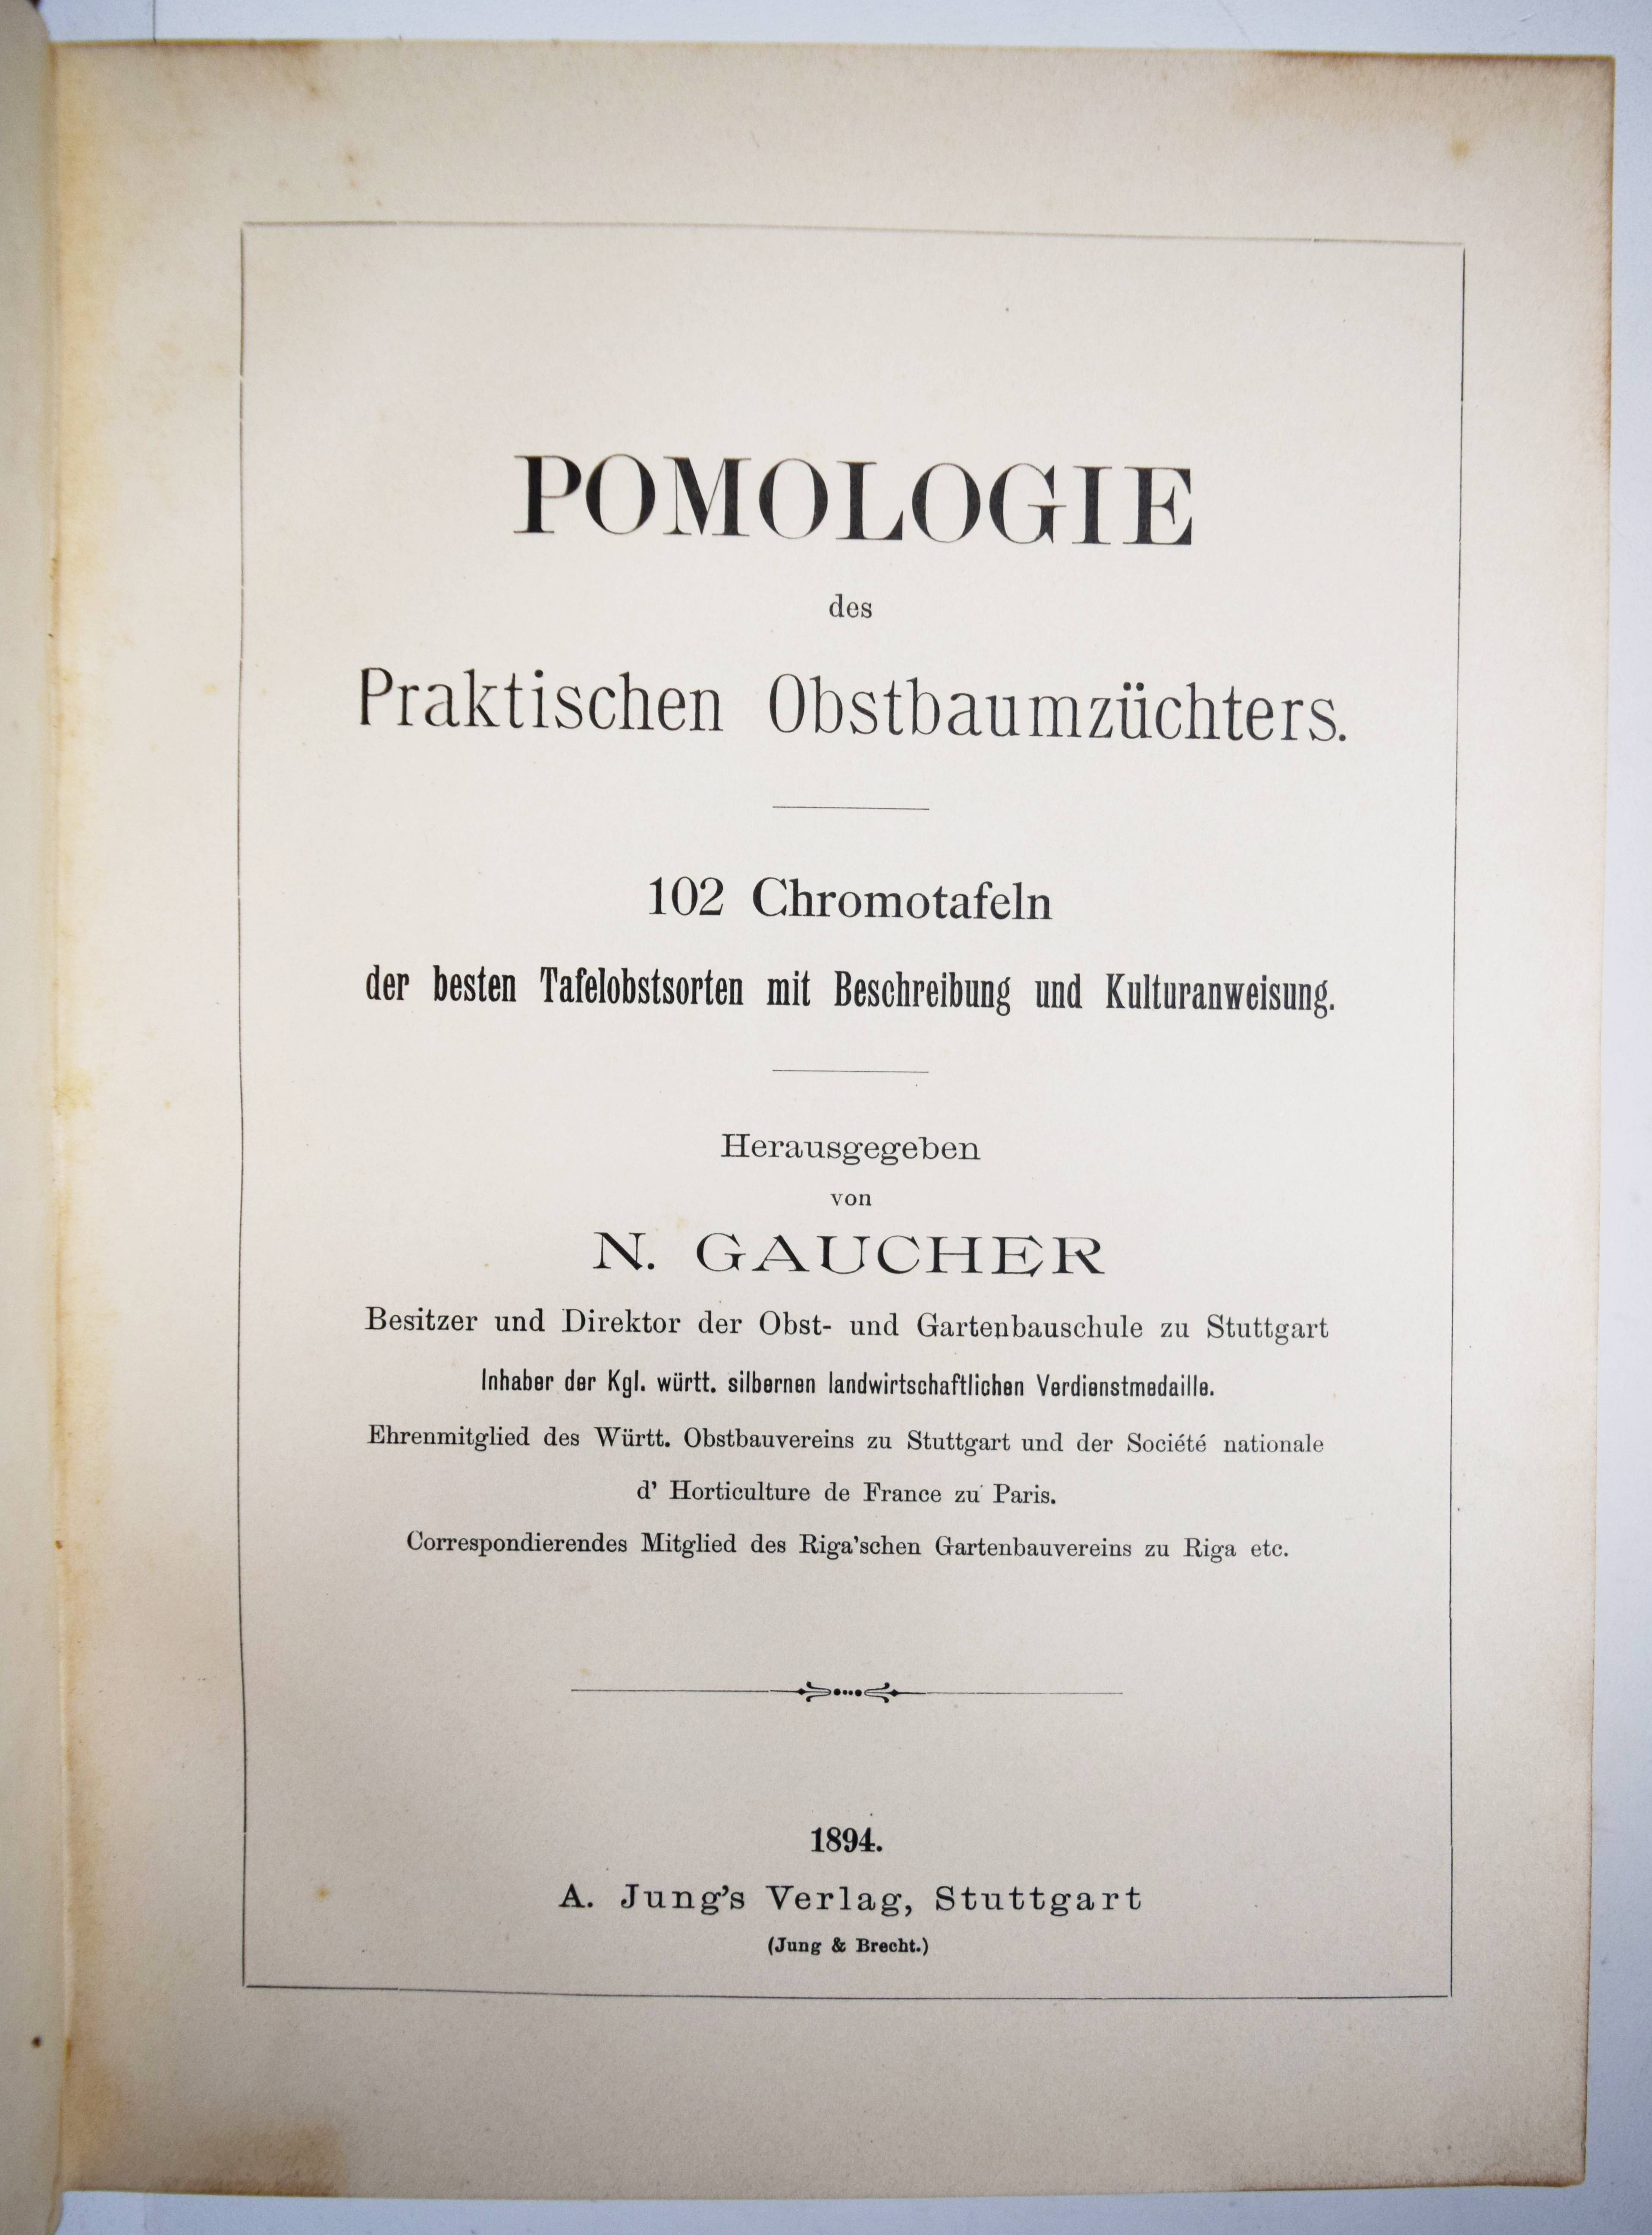 POMOLOGIE
des
Praktischen Obstbaumzüchters.
102 Chromotafeln
der besten Tafelobstsorten mit Beschreibung und Kulturanweisung.
Herausgegeben
von
N. GAUCHER
Besitzer und Direktor der Obst- und Gartenbauschule zu Stuttgart
Inhaber der Kgl. württ. silbernen landwirtschaftlichen Verdienstmedaille.
Ehrenmitglied des Württ. Obstbauvereins zu Stuttgart und der Société nationale
d' Horticulture de France zu Paris.
Correspondierendes Mitglied des Riga'schen Gartenbauvereins zu Riga etc.
1894.
A. Jung's Verlag, Stuttgart
(Jung & Brecht.)